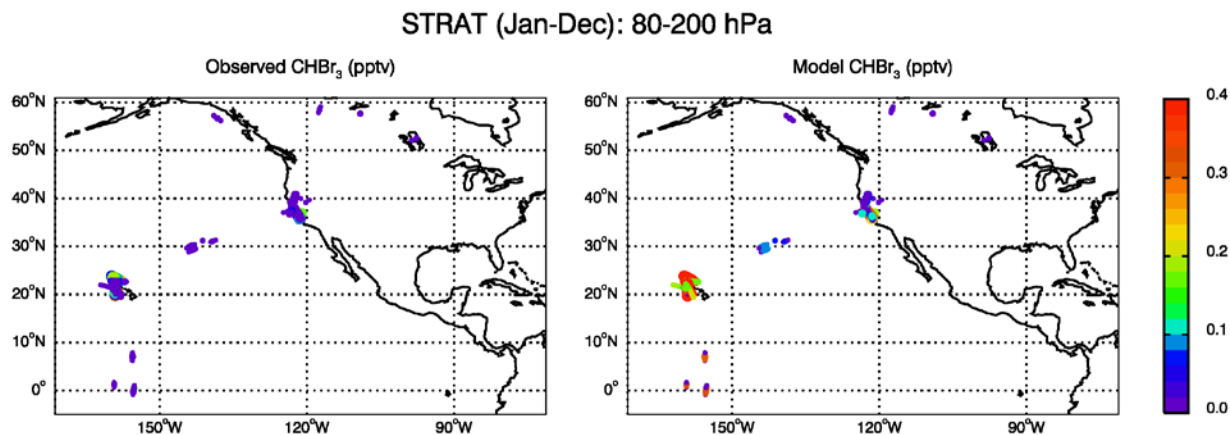 STRAT (Jan-Dec): 80-200 hPa
Observed CHBr₃ (pptv)
Model CHBr₃ (pptv)
60°N
50°N
40°N
30°N
20°N
10°N
0°
150°W 120°W 90°W
60°N
50°N
40°N
30°N
20°N
10°N
0°
150°W 120°W 90°W
0.4
0.3
0.2
0.1
0.0